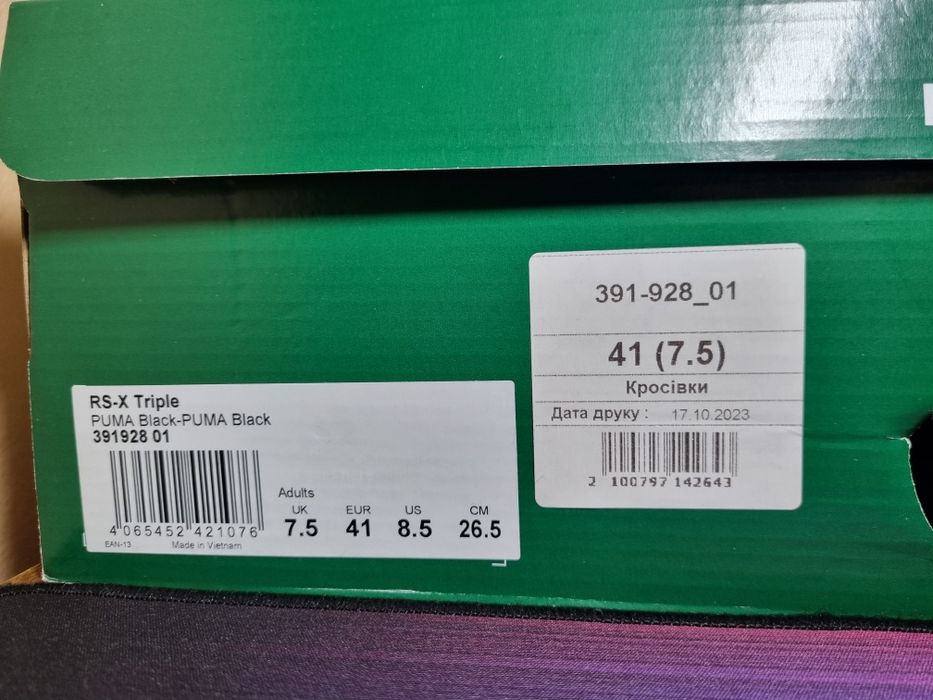 391-928_01
41 (7.5)
Кросівки
Дата друку : 17.10.2023
2 100797 142643
RS-X Triple
PUMA Black-PUMA Black
391928 01
4 065452 421076
EAN-13
Made in Vietnam
Adults
UK EUR US CM
7.5 41 8.5 26.5